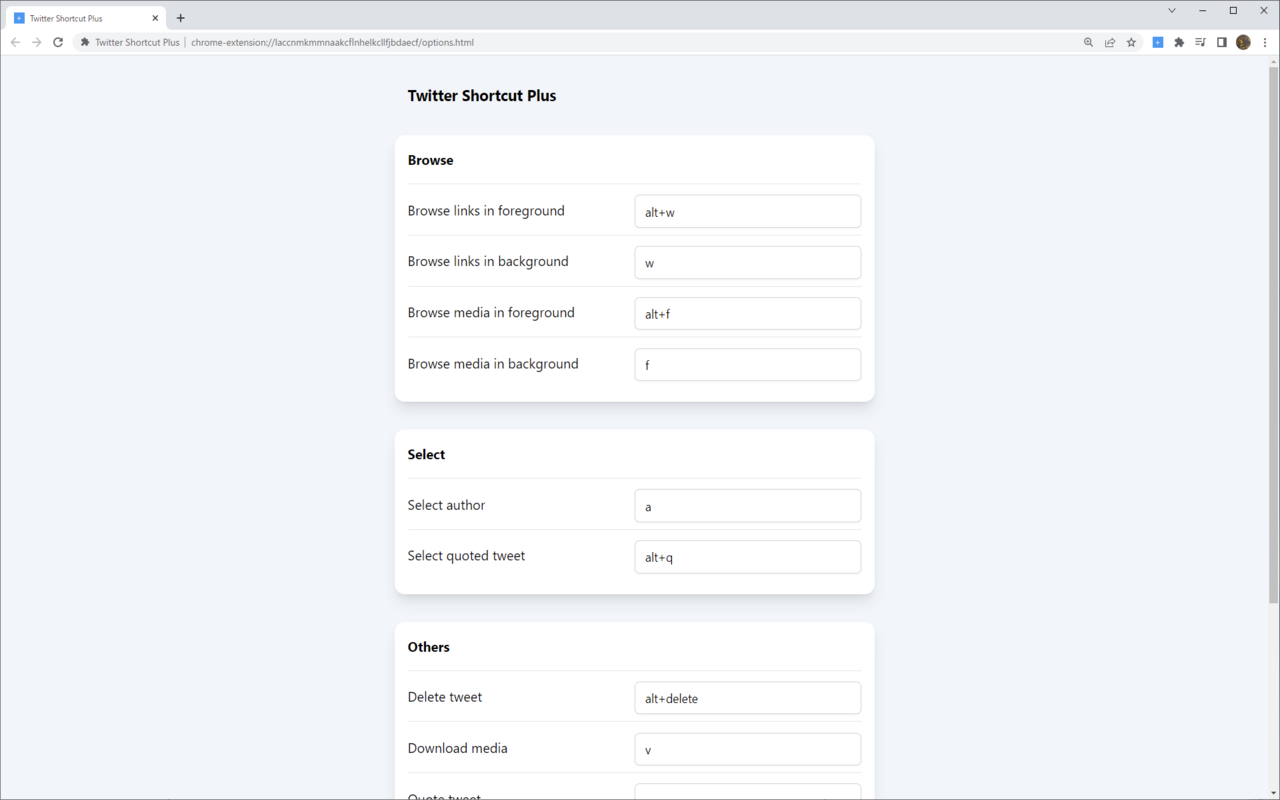 Twitter Shortcut Plus
Twitter Shortcut Plus | chrome-extension://laccnmkmmnaakcflnhelkcllfjbdaecf/options.html
Twitter Shortcut Plus
Browse
Browse links in foreground alt+w
Browse links in background w
Browse media in foreground alt+f
Browse media in background f
Select
Select author a
Select quoted tweet alt+q
Others
Delete tweet alt+delete
Download media v
Quote tweet